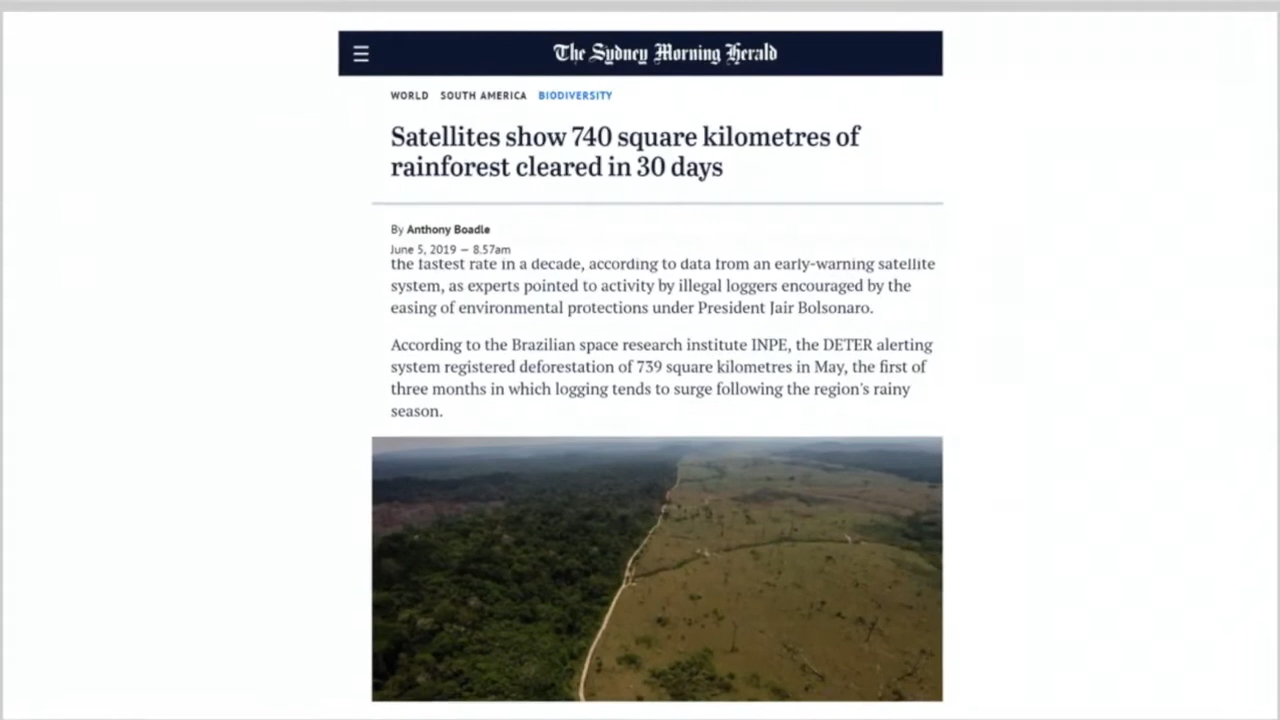 The Sydney Morning Herald
WORLD SOUTH AMERICA BIODIVERSITY
Satellites show 740 square kilometres of
rainforest cleared in 30 days
By Anthony Boadle
June 5, 2019 – 8.57am
the fastest rate in a decade, according to data from an early-warning satellite
system, as experts pointed to activity by illegal loggers encouraged by the
easing of environmental protections under President Jair Bolsonaro.
According to the Brazilian space research institute INPE, the DETER alerting
system registered deforestation of 739 square kilometres in May, the first of
three months in which logging tends to surge following the region's rainy
season.